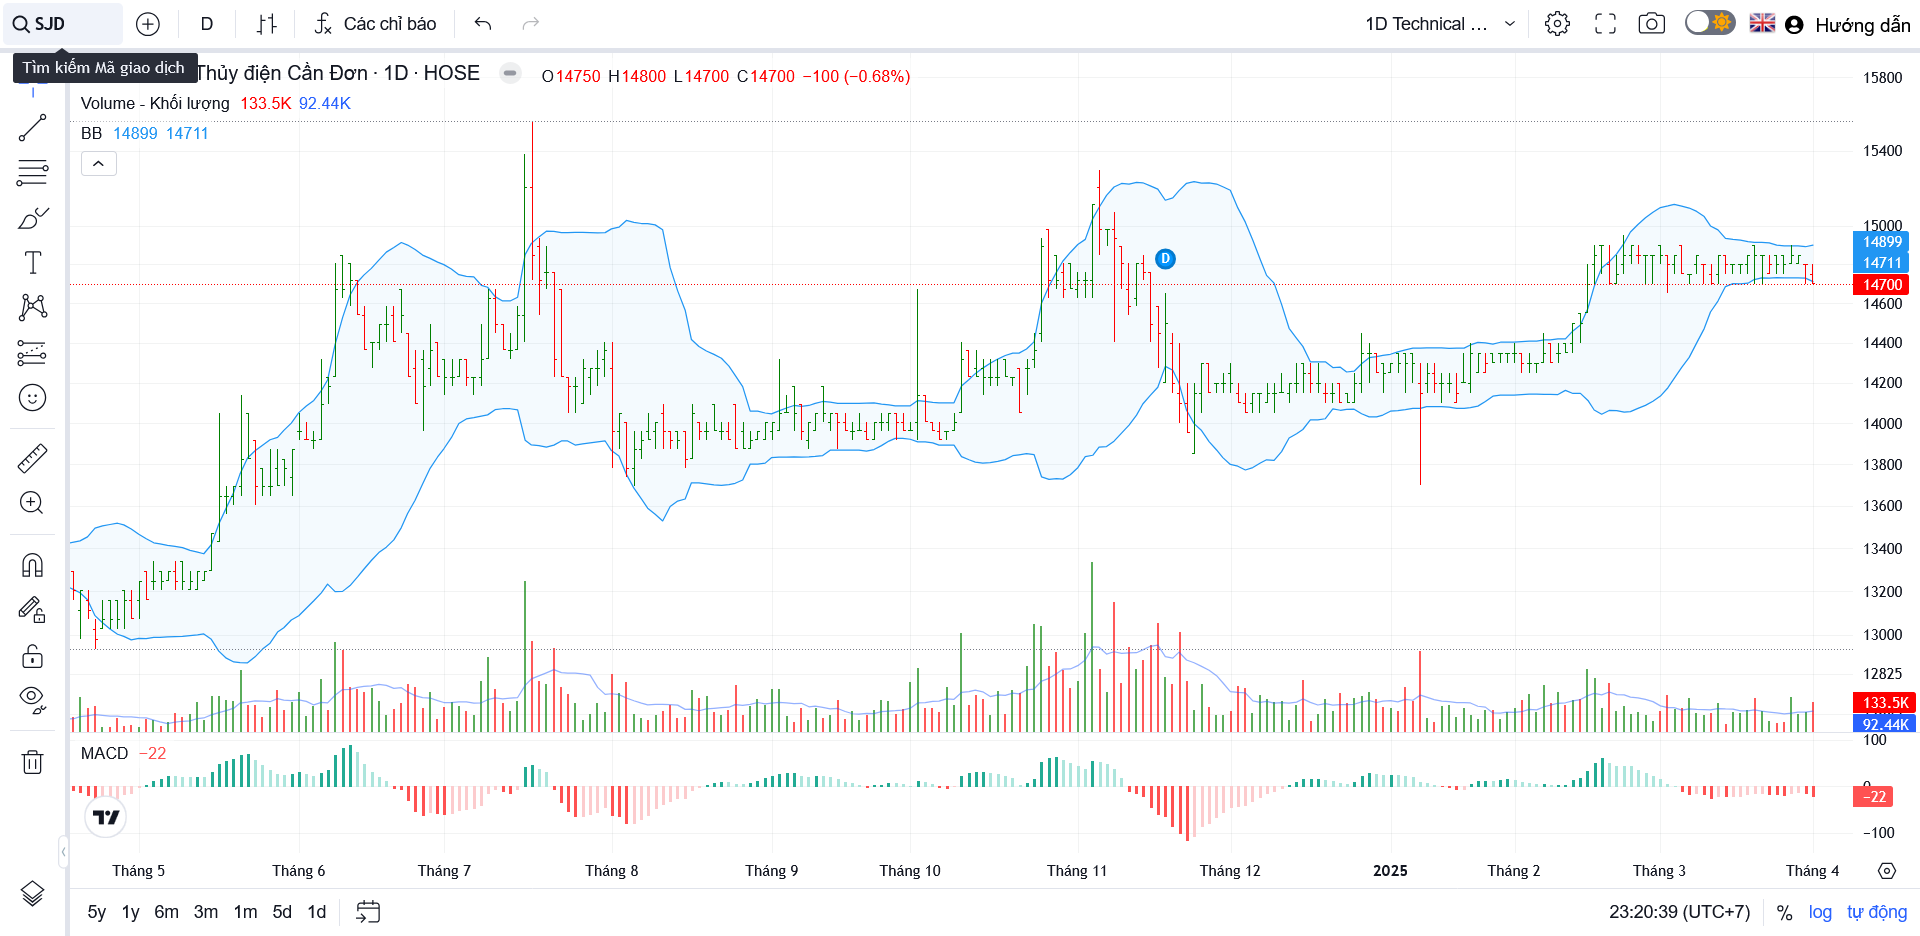 SJD
D
Các chỉ báo
1D Technical ...
Hướng dẫn
Tìm kiếm Mã giao dịch
Thủy điện Cần Đơn · 1D · HOSE
O14750 H14800 L14700 C14700 −100 (−0.68%)
Volume - Khối lượng 133.5K 92.44K
BB 14899 14711
15800
15400
15000
14899
14711
14700
14600
14400
14200
14000
13800
13600
13400
13200
13000
12825
133.5K
92.44K
D
MACD −22
100
0
−22
−100
Tháng 5 Tháng 6 Tháng 7 Tháng 8 Tháng 9 Tháng 10 Tháng 11 Tháng 12 2025 Tháng 2 Tháng 3 Tháng 4
5y 1y 6m 3m 1m 5d 1d
23:20:39 (UTC+7) % log tự động